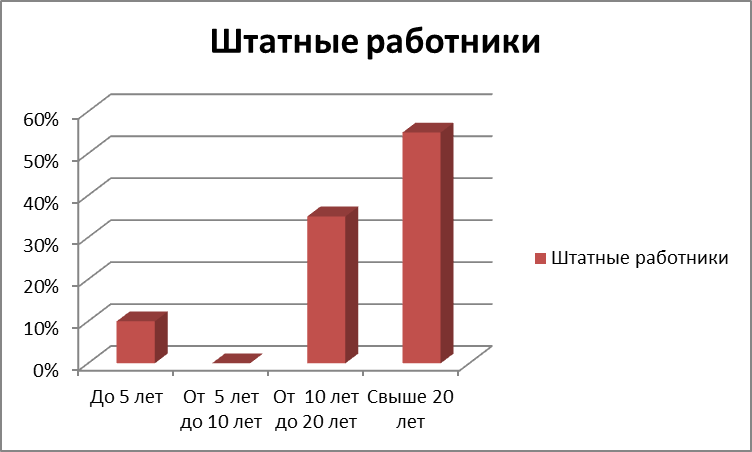 Штатные работники
60%
50%
40%
30%
20%
10%
0%
До 5 лет
От  5 лет
до 10 лет
От  10 лет
до 20 лет
Свыше 20
лет
Штатные работники